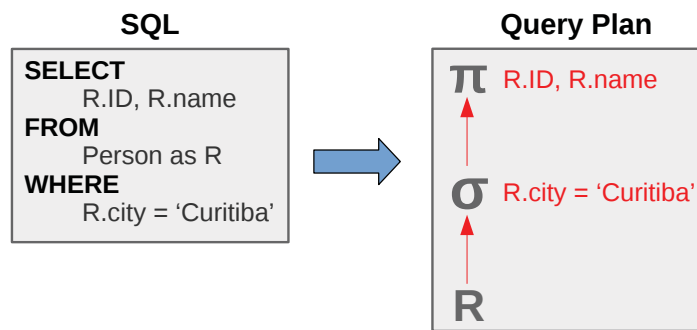 SQL
SELECT
R.ID, R.name
FROM
Person as R
WHERE
R.city = ‘Curitiba’
Query Plan
π R.ID, R.name
σ R.city = ‘Curitiba’
R